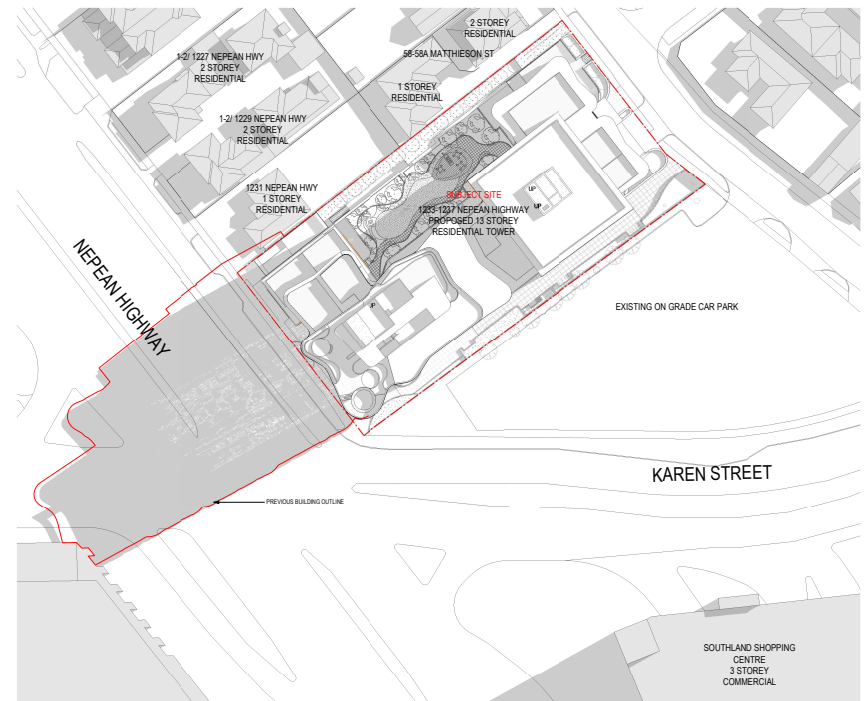 2 STOREY
RESIDENTIAL
58-58A MATTHIESON ST
1-2/ 1227 NEPEAN HWY
2 STOREY
RESIDENTIAL
1 STOREY
RESIDENTIAL
1-2/ 1229 NEPEAN HWY
2 STOREY
RESIDENTIAL
1231 NEPEAN HWY
1 STOREY
RESIDENTIAL
UP
UP
SUBJECT SITE
1233-1237 NEPEAN HIGHWAY
PROPOSED 13 STOREY
RESIDENTIAL TOWER
NEPEAN HIGHWAY
UP
EXISTING ON GRADE CAR PARK
KAREN STREET
PREVIOUS BUILDING OUTLINE
SOUTHLAND SHOPPING
CENTRE
3 STOREY
COMMERCIAL